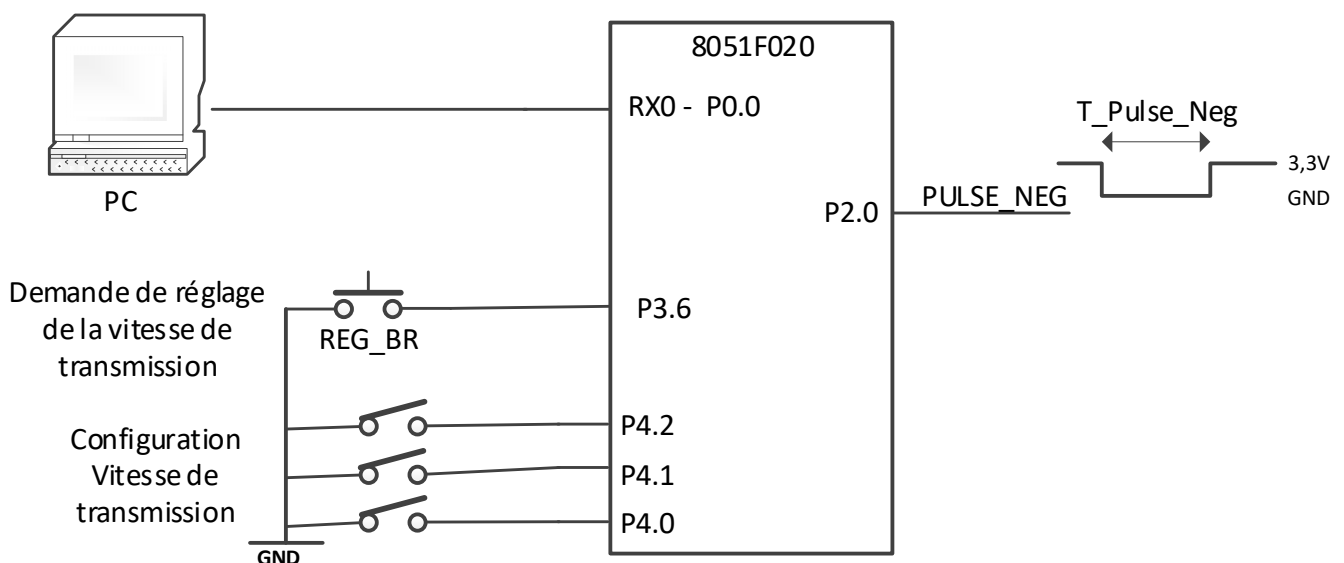 8051F020
RX0 - P0.0
PC
T_Pulse_Neg
3,3V
GND
PULSE_NEG
P2.0
Demande de réglage
de la vitesse de
transmission
REG_BR
P3.6
Configuration
Vitesse de
transmission
P4.2
P4.1
P4.0
GND